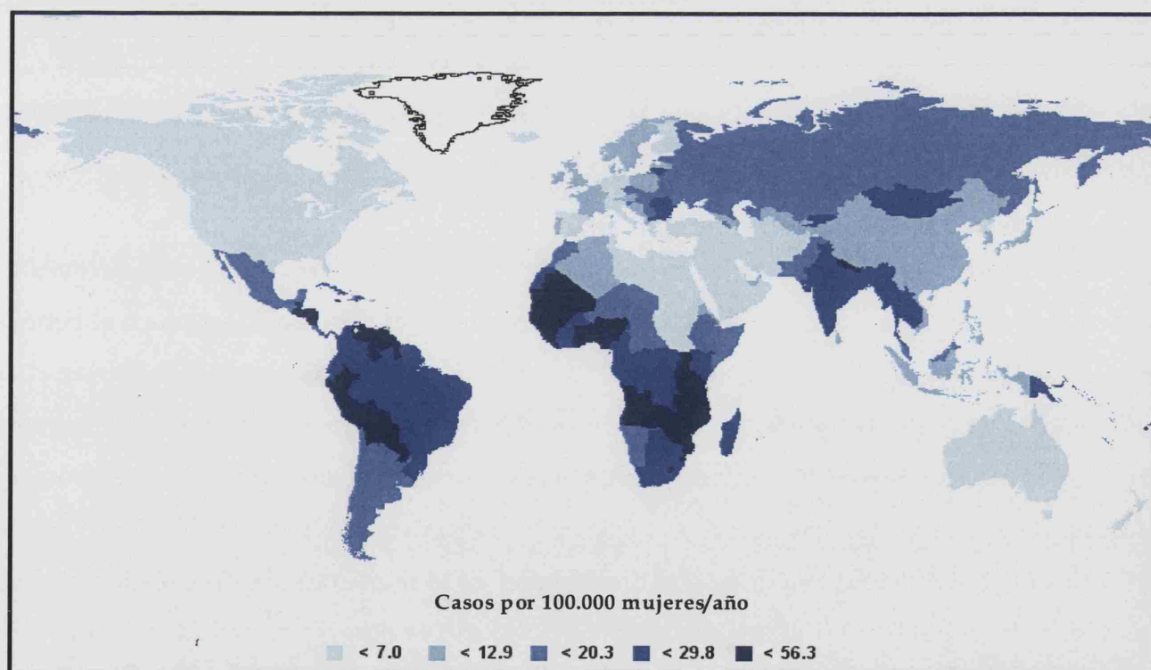 Casos por 100.000 mujeres/año
< 7.0 < 12.9 < 20.3 < 29.8 < 56.3